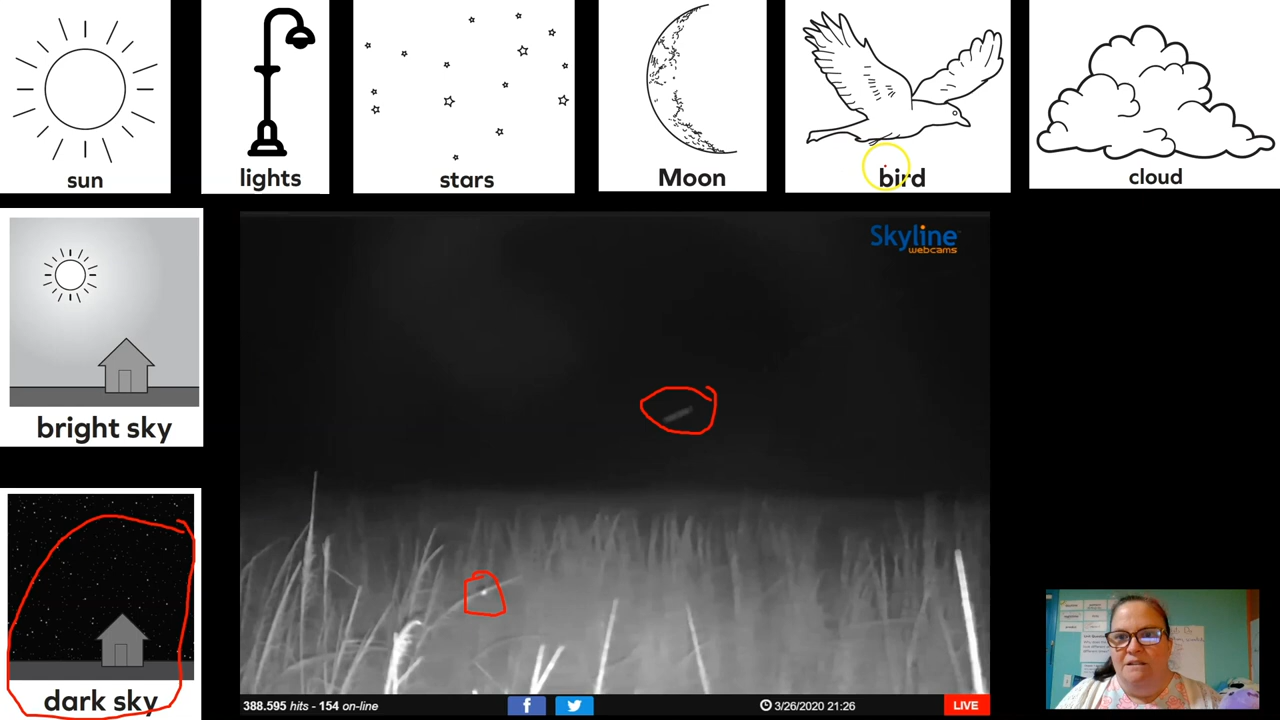 sun
lights
stars
Moon
bird
cloud
Skyline
webcams
bright sky
dark sky
388.595 hits - 154 on-line
3/26/2020 21:26
LIVE